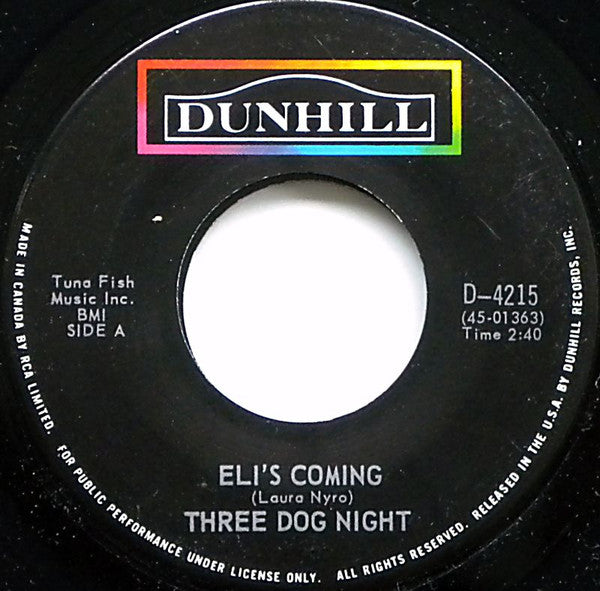 DUNHILL
Tuna Fish
Music Inc.
BMI
SIDE A
D-4215
(45-01363)
Time 2:40
ELI'S COMING
(Laura Nyro)
THREE DOG NIGHT
MADE IN CANADA BY RCA LIMITED. FOR PUBLIC PERFORMANCE UNDER LICENSE ONLY. ALL RIGHTS RESERVED. RELEASED IN THE U.S.A. BY DUNHILL RECORDS, INC.